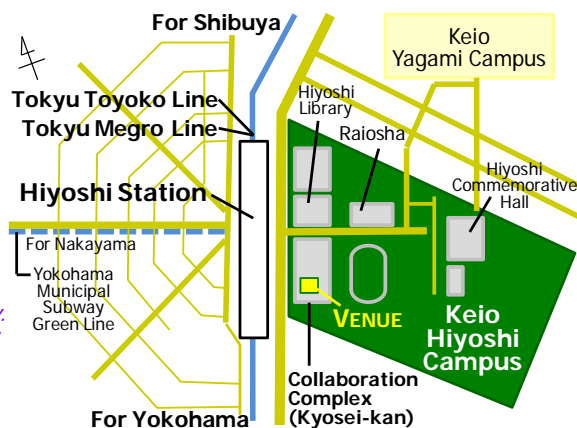 For Shibuya
Keio
Yagami Campus
Tokyu Toyoko Line
Tokyu Megro Line
Hiyoshi
Library
Raiosha
Hiyoshi
Commemorative
Hall
Hiyoshi Station
For Nakayama
Yokohama
Municipal
Subway
Green Line
VENUE
Keio
Hiyoshi
Campus
Collaboration
Complex
(Kyosei-kan)
For Yokohama